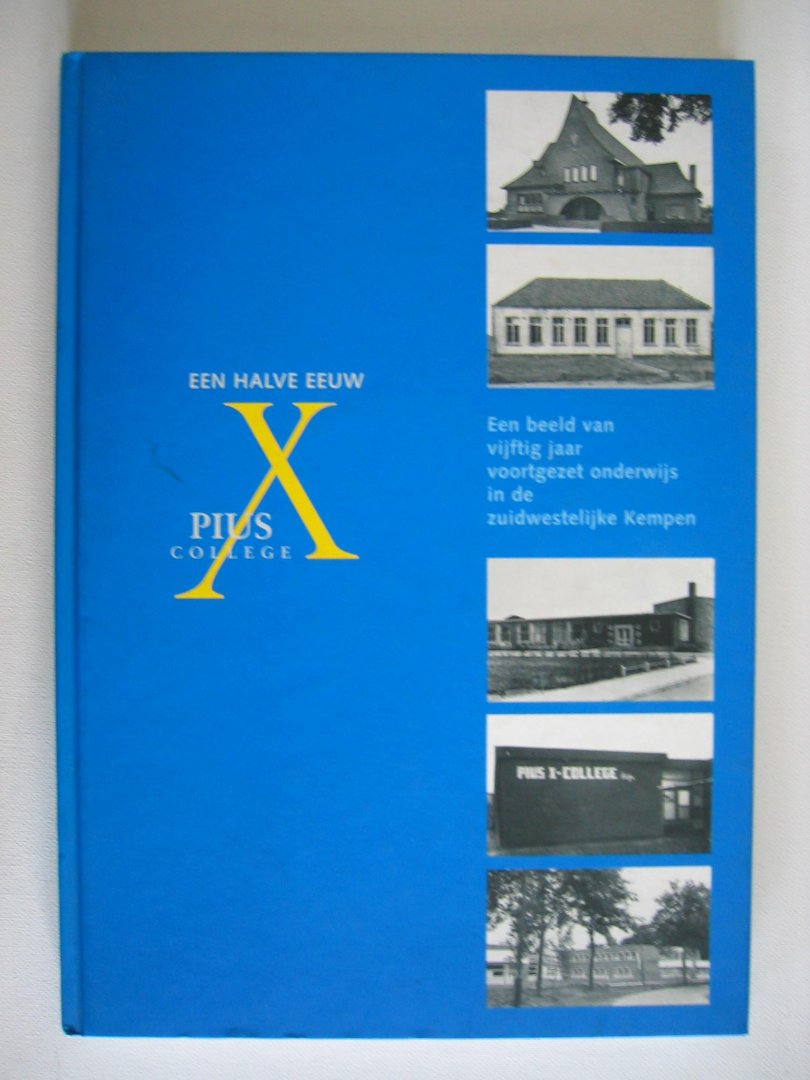 EEN HALVE EEUW
X
PIUS
COLLEGE
Een beeld van
vijftig jaar
voortgezet onderwijs
in de
zuidwestelijke Kempen
PIUS X-COLLEGE